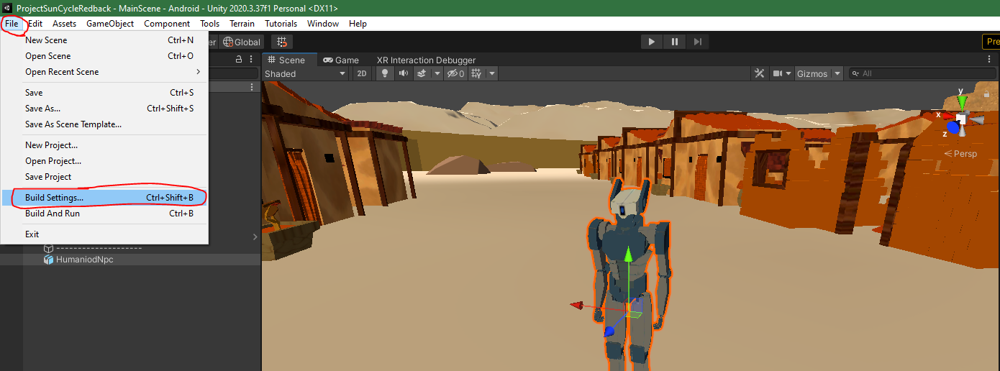 ProjectSunCycleRedback - MainScene - Android - Unity 2020.3.37f1 Personal <DX11>
File Edit Assets GameObject Component Tools Terrain Tutorials Window Help
New Scene Ctrl+N
Open Scene Ctrl+O
Open Recent Scene
Save Ctrl+S
Save As... Ctrl+Shift+S
Save As Scene Template...
New Project...
Open Project...
Save Project
Build Settings... Ctrl+Shift+B
Build And Run Ctrl+B
Exit
--------------------
HumaniodNpc
er Global
Pre
Scene Game XR Interaction Debugger
Shaded 2D 0 Gizmos All
y
x
z
Persp